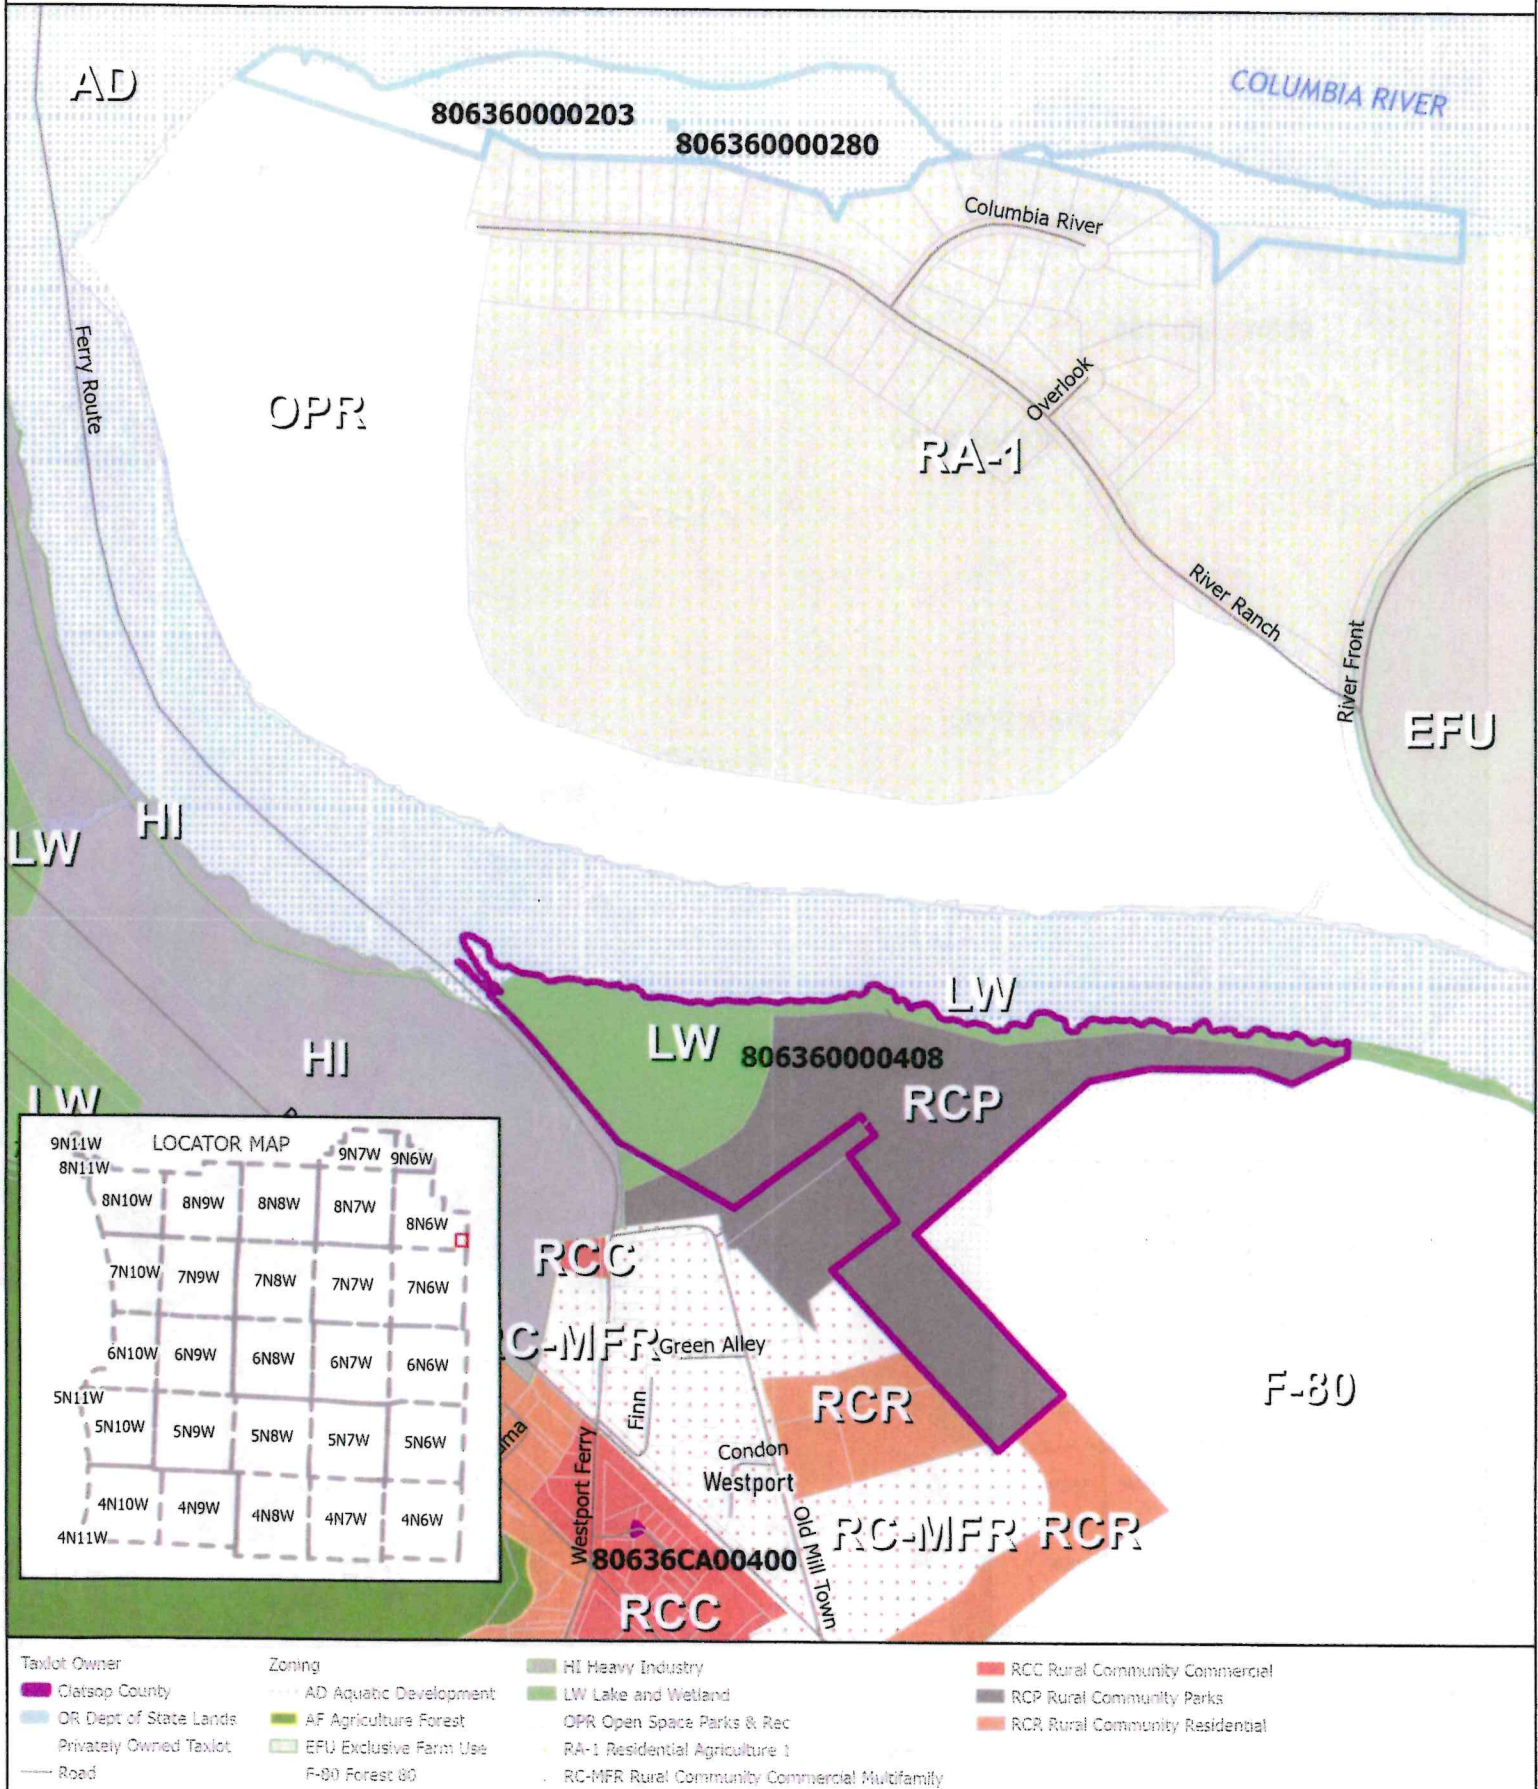 AD
COLUMBIA RIVER
806360000203
806360000280
Columbia River
Ferry Route
OPR
Overlook
RA-1
River Ranch
River Front
EFU
HI
LW
LW
LW
806360000408
HI
RCP
LW
LOCATOR MAP
9N11W
9N7W
9N6W
8N11W
8N10W
8N9W
8N8W
8N7W
8N6W
7N10W
7N9W
7N8W
7N7W
7N6W
6N10W
6N9W
6N8W
6N7W
6N6W
5N11W
5N10W
5N9W
5N8W
5N7W
5N6W
4N10W
4N9W
4N8W
4N7W
4N6W
4N11W
RCC
RC-MFR
Green Alley
F-80
RCR
Finn
Condon
Westport
Westport Ferry
Old Mill Town
RC-MFR
RCR
80636CA00400
RCC
Taxlot Owner
Clatsop County
OR Dept of State Lands
Privately Owned Taxlot
Road
Zoning
AD Aquatic Development
AF Agriculture Forest
EFU Exclusive Farm Use
F-80 Forest 80
HI Heavy Industry
LW Lake and Wetland
OPR Open Space Parks & Rec
RA-1 Residential Agriculture 1
RC-MFR Rural Community Commercial Multifamily
RCC Rural Community Commercial
RCP Rural Community Parks
RCR Rural Community Residential